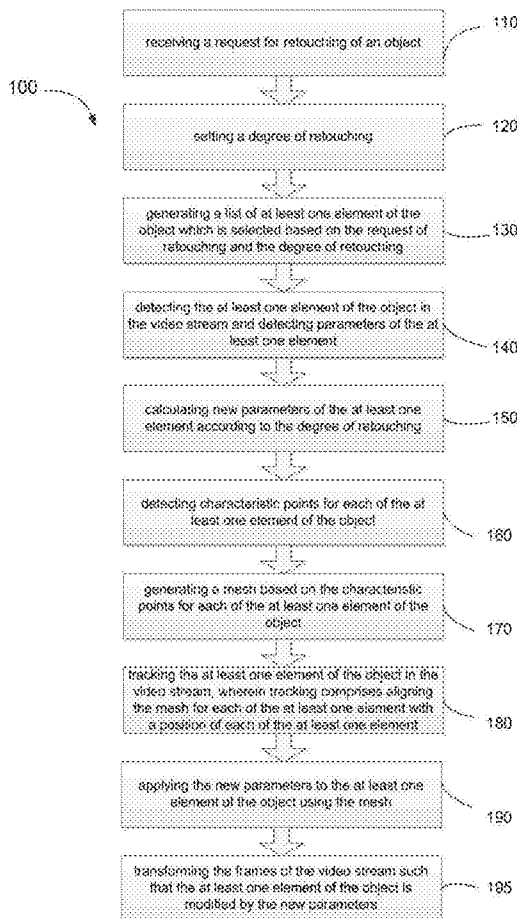 100
receiving a request for retouching of an object
110
setting a degree of retouching
120
generating a list of at least one element of the
object which is selected based on the request of
retouching and the degree of retouching
130
detecting the at least one element of the object in
the video stream and detecting parameters of the at
least one element
140
calculating new parameters of the at least one
element according to the degree of retouching
150
detecting characteristic points for each of the at
least one element of the object
160
generating a mesh based on the characteristic
points for each of the at least one element of the
object
170
tracking the at least one element of the object in the
video stream, wherein tracking comprises aligning
the mesh for each of the at least one element with
a position of each of the at least one element
180
applying the new parameters to the at least one
element of the object using the mesh
190
transforming the frames of the video stream such
that the at least one element of the object is
modified by the new parameters
195